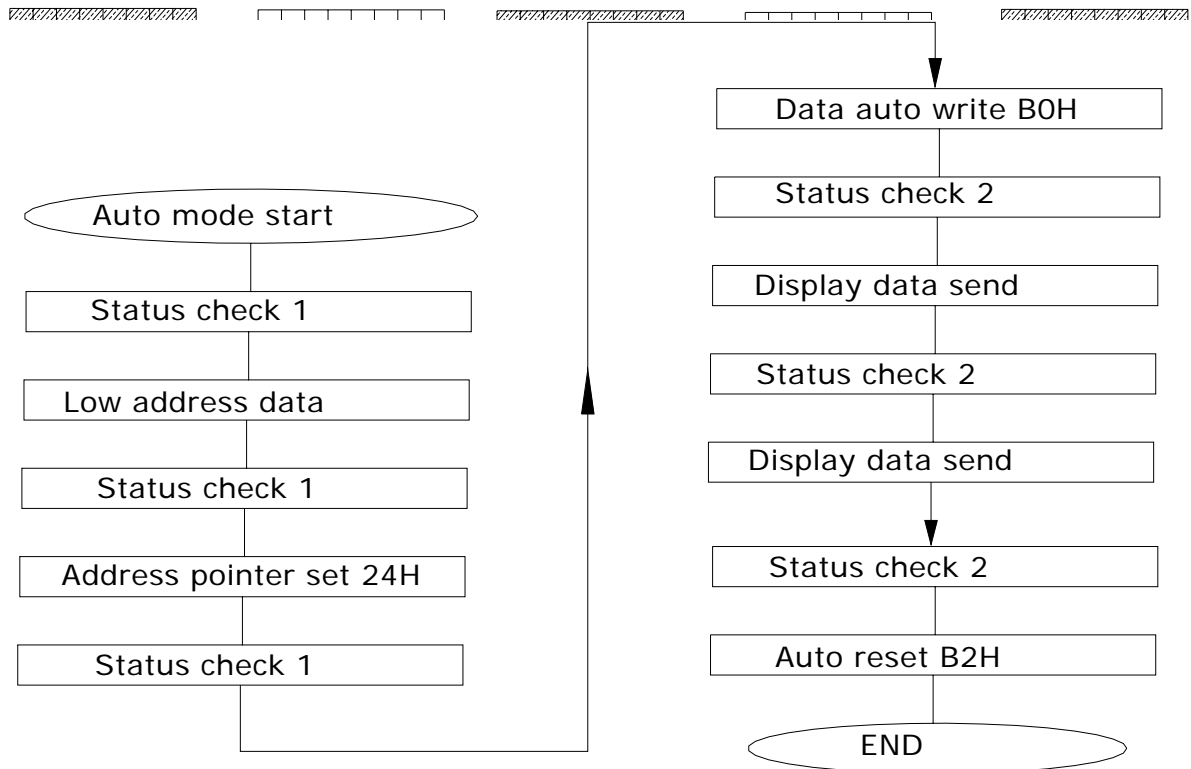 Auto mode start
Status check 1
Low address data
Status check 1
Address pointer set 24H
Status check 1
Data auto write B0H
Status check 2
Display data send
Status check 2
Display data send
Status check 2
Auto reset B2H
END